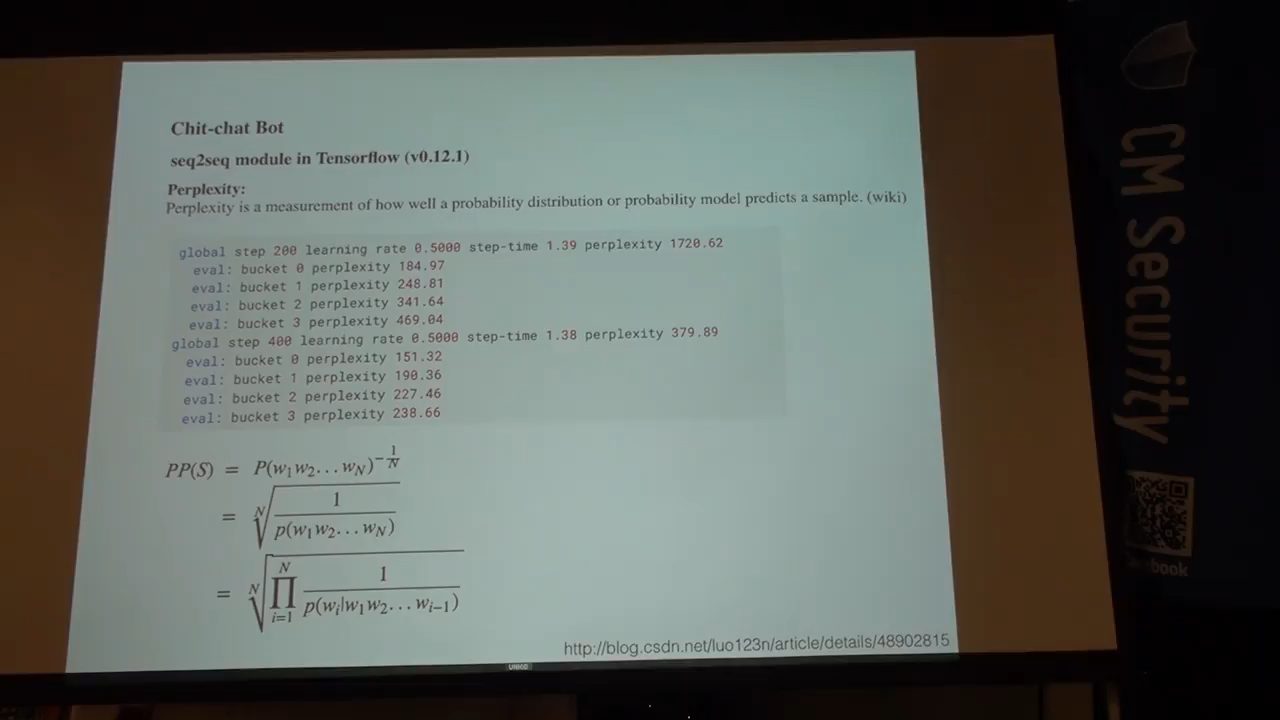 Chit-chat Bot
seq2seq module in Tensorflow (v0.12.1)
Perplexity:
Perplexity is a measurement of how well a probability distribution or probability model predicts a sample. (wiki)
global step 200 learning rate 0.5000 step-time 1.39 perplexity 1720.62
eval: bucket 0 perplexity 184.97
eval: bucket 1 perplexity 248.81
eval: bucket 2 perplexity 341.64
eval: bucket 3 perplexity 469.04
global step 400 learning rate 0.5000 step-time 1.38 perplexity 379.89
eval: bucket 0 perplexity 151.32
eval: bucket 1 perplexity 190.36
eval: bucket 2 perplexity 227.46
eval: bucket 3 perplexity 238.66
PP(S) = P(w₁w₂...w_N)^(-1/N)
= ᴺ√(1/p(w₁w₂...w_N))
= ᴺ√(∏_{i=1}^{N} 1/p(w_i|w₁w₂...w_{i-1}))
http://blog.csdn.net/luo123n/article/details/48902815
CM Security
book